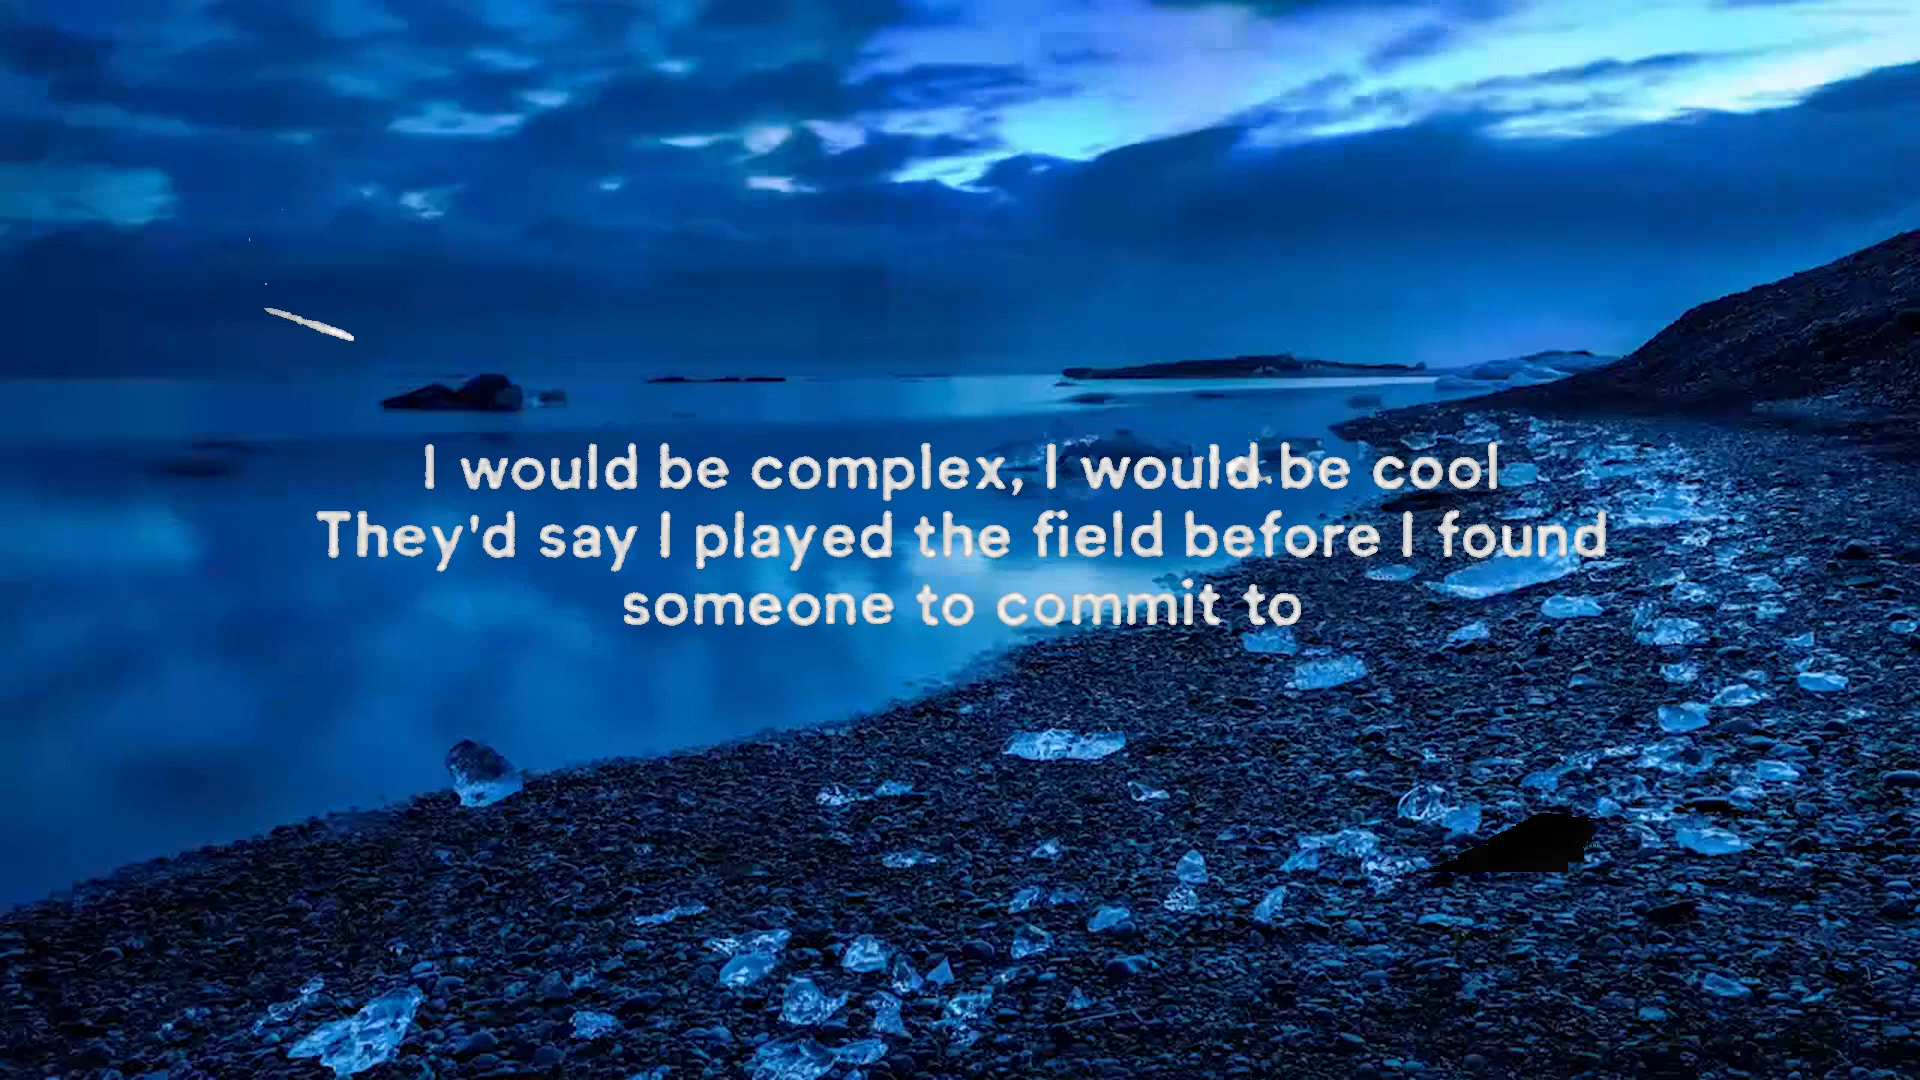 I would be complex, I would be cool
They'd say I played the field before I found
someone to commit to